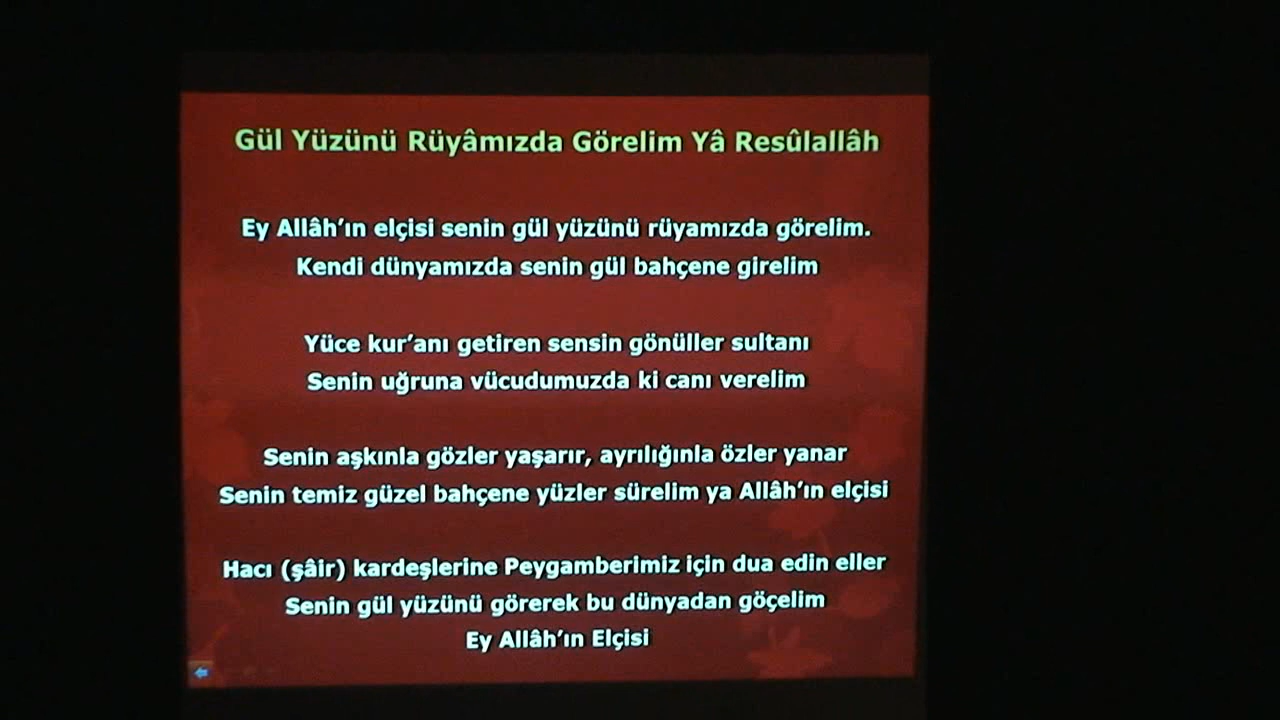 Gül Yüzünü Rüyâmızda Görelim Yâ Resûlallâh
Ey Allâh'ın elçisi senin gül yüzünü rüyamızda görelim.
Kendi dünyamızda senin gül bahçene girelim
Yüce kur'anı getiren sensin gönüller sultanı
Senin uğruna vücudumuzda ki canı verelim
Senin aşkınla gözler yaşarır, ayrılığınla özler yanar
Senin temiz güzel bahçene yüzler sürelim ya Allâh'ın elçisi
Hacı (şâir) kardeşlerine Peygamberimiz için dua edin eller
Senin gül yüzünü görerek bu dünyadan göçelim
Ey Allâh'ın Elçisi